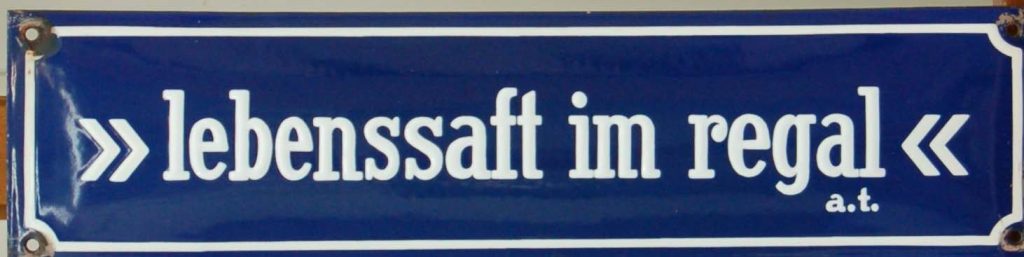 »lebenssaft im regal«
a.t.